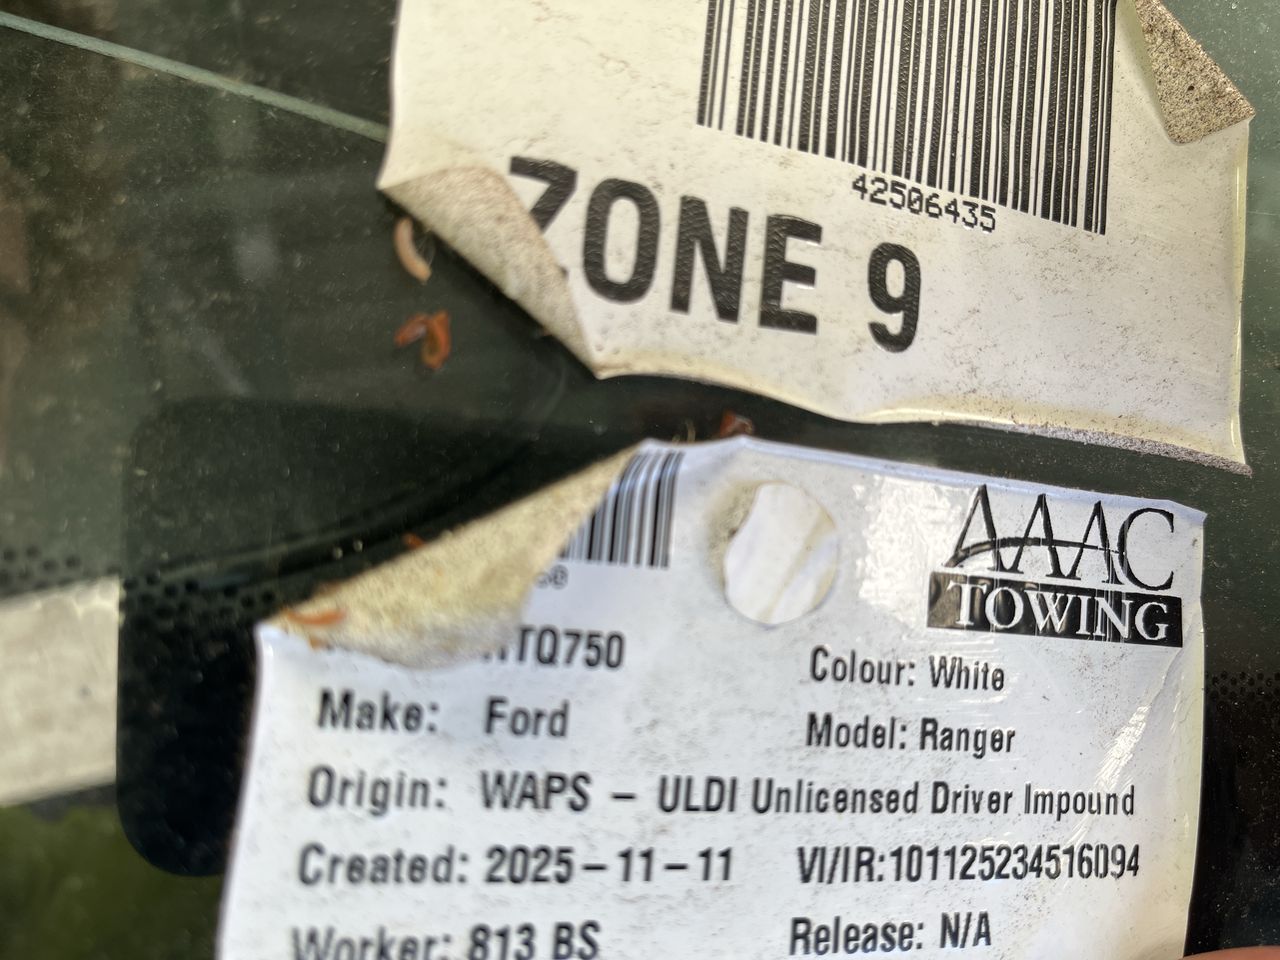 42506435
ZONE 9
AAAC
TOWING
TQ750
Colour: White
Make: Ford
Model: Ranger
Origin: WAPS – ULDI Unlicensed Driver Impound
Created: 2025-11-11
VI/IR:101125234516094
Worker: 813 BS
Release: N/A